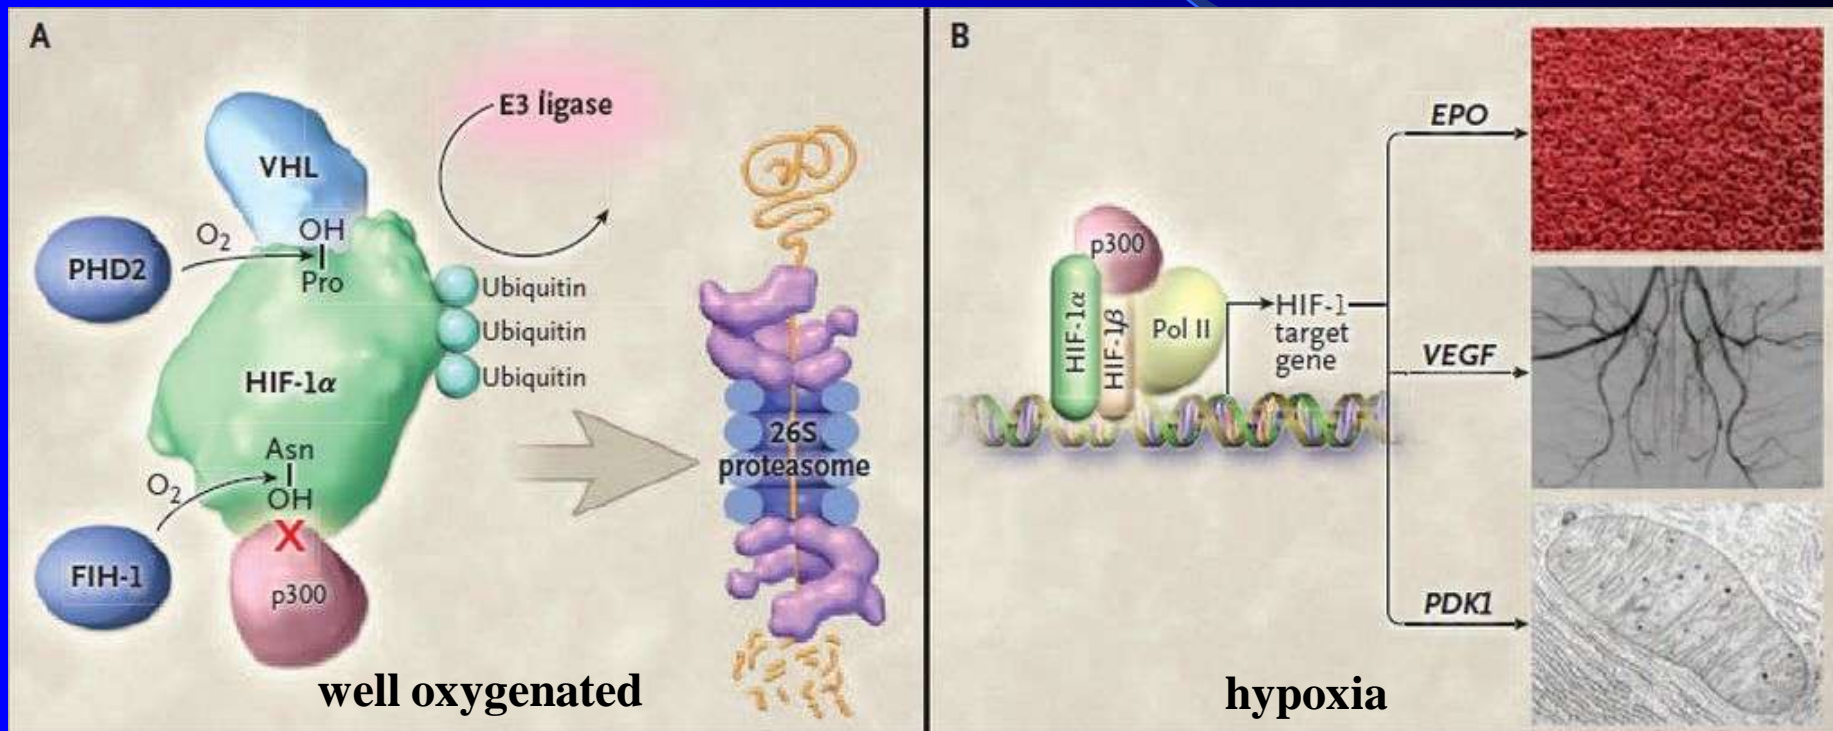 A
E3 ligase
VHL
O2
OH
PHD2
Pro
Ubiquitin
Ubiquitin
Ubiquitin
HIF-1α
26S
proteasome
Asn
O2
OH
X
FIH-1
p300
well oxygenated
B
EPO
p300
HIF-1α
HIF-1β
Pol II
HIF-1
target
gene
VEGF
PDK1
hypoxia